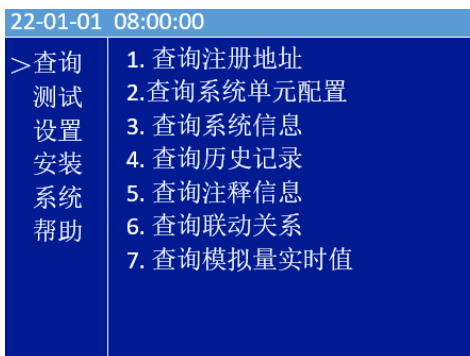 22-01-01 08:00:00
>查询
测试
设置
安装
系统
帮助
1. 查询注册地址
2.查询系统单元配置
3. 查询系统信息
4. 查询历史记录
5. 查询注释信息
6. 查询联动关系
7. 查询模拟量实时值